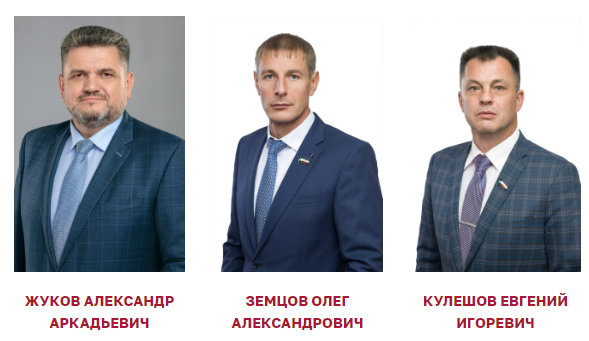 ЖУКОВ АЛЕКСАНДР
АРКАДЬЕВИЧ
ЗЕМЦОВ ОЛЕГ
АЛЕКСАНДРОВИЧ
КУЛЕШОВ ЕВГЕНИЙ
ИГОРЕВИЧ